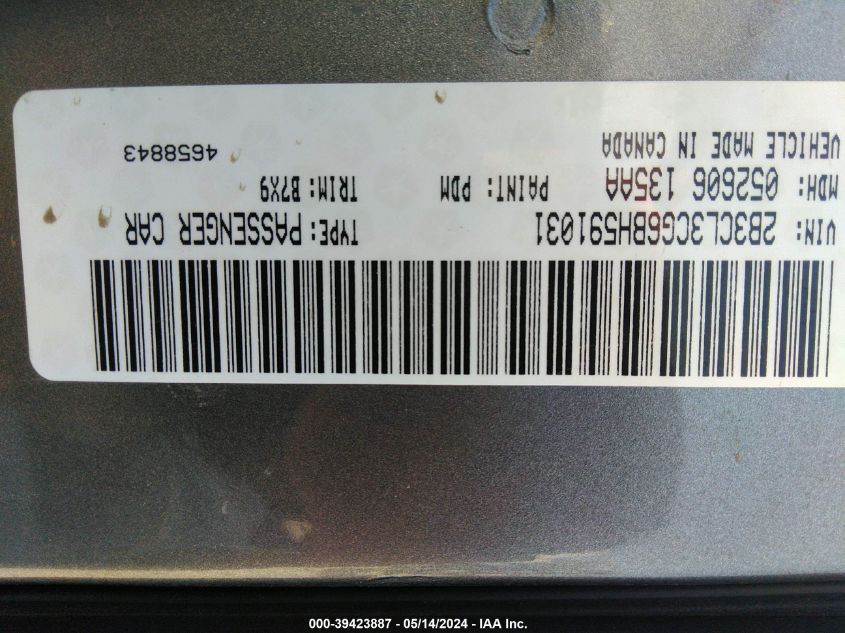 4658843
VEHICLE MADE IN CANADA
MDH: 052606 135AA PAINT: PDM TRIM: B7X9
VIN: 2B3CL3CG6BH591031 TYPE: PASSENGER CAR
000-39423887 - 05/14/2024 - IAA Inc.